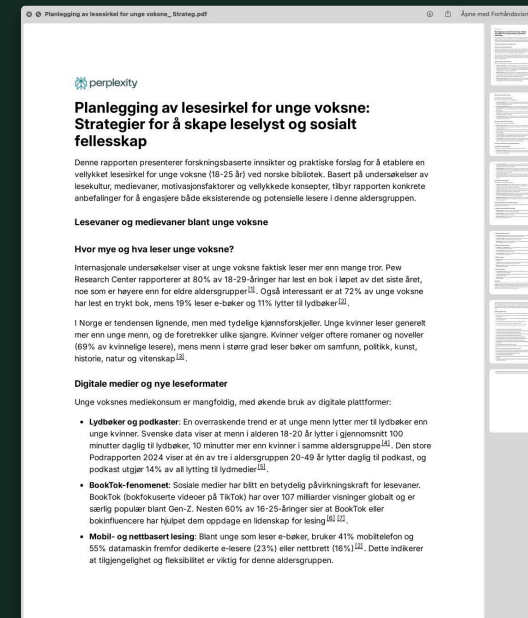 Planlegging av lesesirkel for unge voksne_ Strateg.pdf
Åpne med Forhåndsvisn
perplexity
Planlegging av lesesirkel for unge voksne:
Strategier for å skape leselyst og sosialt
fellesskap
Denne rapporten presenterer forskningsbaserte innsikter og praktiske forslag for å etablere en
vellykket lesesirkel for unge voksne (18-25 år) ved norske bibliotek. Basert på undersøkelser av
lesekultur, medievaner, motivasjonsfaktorer og vellykkede konsepter, tilbyr rapporten konkrete
anbefalinger for å engasjere både eksisterende og potensielle lesere i denne aldersgruppen.
Lesevaner og medievaner blant unge voksne
Hvor mye og hva leser unge voksne?
Internasjonale undersøkelser viser at unge voksne faktisk leser mer enn mange tror. Pew
Research Center rapporterer at 80% av 18-29-åringer har lest en bok i løpet av det siste året,
noe som er høyere enn for eldre aldersgrupper[1]. Også interessant er at 72% av unge voksne
har lest en trykt bok, mens 19% leser e-bøker og 11% lytter til lydbøker[2].
I Norge er tendensen lignende, men med tydelige kjønnsforskjeller. Unge kvinner leser generelt
mer enn unge menn, og de foretrekker ulike sjangre. Kvinner velger oftere romaner og noveller
(69% av kvinnelige lesere), mens menn i større grad leser bøker om samfunn, politikk, kunst,
historie, natur og vitenskap[3].
Digitale medier og nye leseformater
Unge voksnes mediekonsum er mangfoldig, med økende bruk av digitale plattformer:
• Lydbøker og podkaster: En overraskende trend er at unge menn lytter mer til lydbøker enn
unge kvinner. Svenske data viser at menn i alderen 18-20 år lytter i gjennomsnitt 100
minutter daglig til lydbøker, 10 minutter mer enn kvinner i samme aldersgruppe[4]. Den store
Podrapporten 2024 viser at én av tre i aldersgruppen 20-49 år lytter daglig til podkast, og
podkast utgjør 14% av all lytting til lydmedier[5].
• BookTok-fenomenet: Sosiale medier har blitt en betydelig påvirkningskraft for lesevaner.
BookTok (bokfokuserte videoer på TikTok) har over 107 milliarder visninger globalt og er
særlig populær blant Gen-Z. Nesten 60% av 16-25-åringer sier at BookTok eller
bokinfluencere har hjulpet dem oppdage en lidenskap for lesing[6] [7].
• Mobil- og nettbasert lesing: Blant unge som leser e-bøker, bruker 41% mobiltelefon og
55% datamaskin fremfor dedikerte e-lesere (23%) eller nettbrett (16%)[2]. Dette indikerer
at tilgjengelighet og fleksibilitet er viktig for denne aldersgruppen.